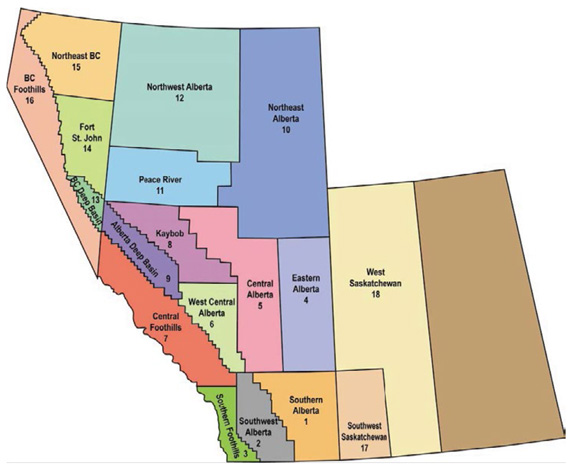 Northeast BC
15
BC
Foothills
16
Northwest Alberta
12
Northeast
Alberta
10
Fort
St. John
14
Peace River
11
13
BC Deep Basin
Kaybob
8
Alberta Deep Basin
9
Central
Alberta
5
Eastern
Alberta
4
West
Saskatchewan
18
West Central
Alberta
6
Central
Foothills
7
Southern Foothills
3
Southwest
Alberta
2
Southern
Alberta
1
Southwest
Saskatchewan
17